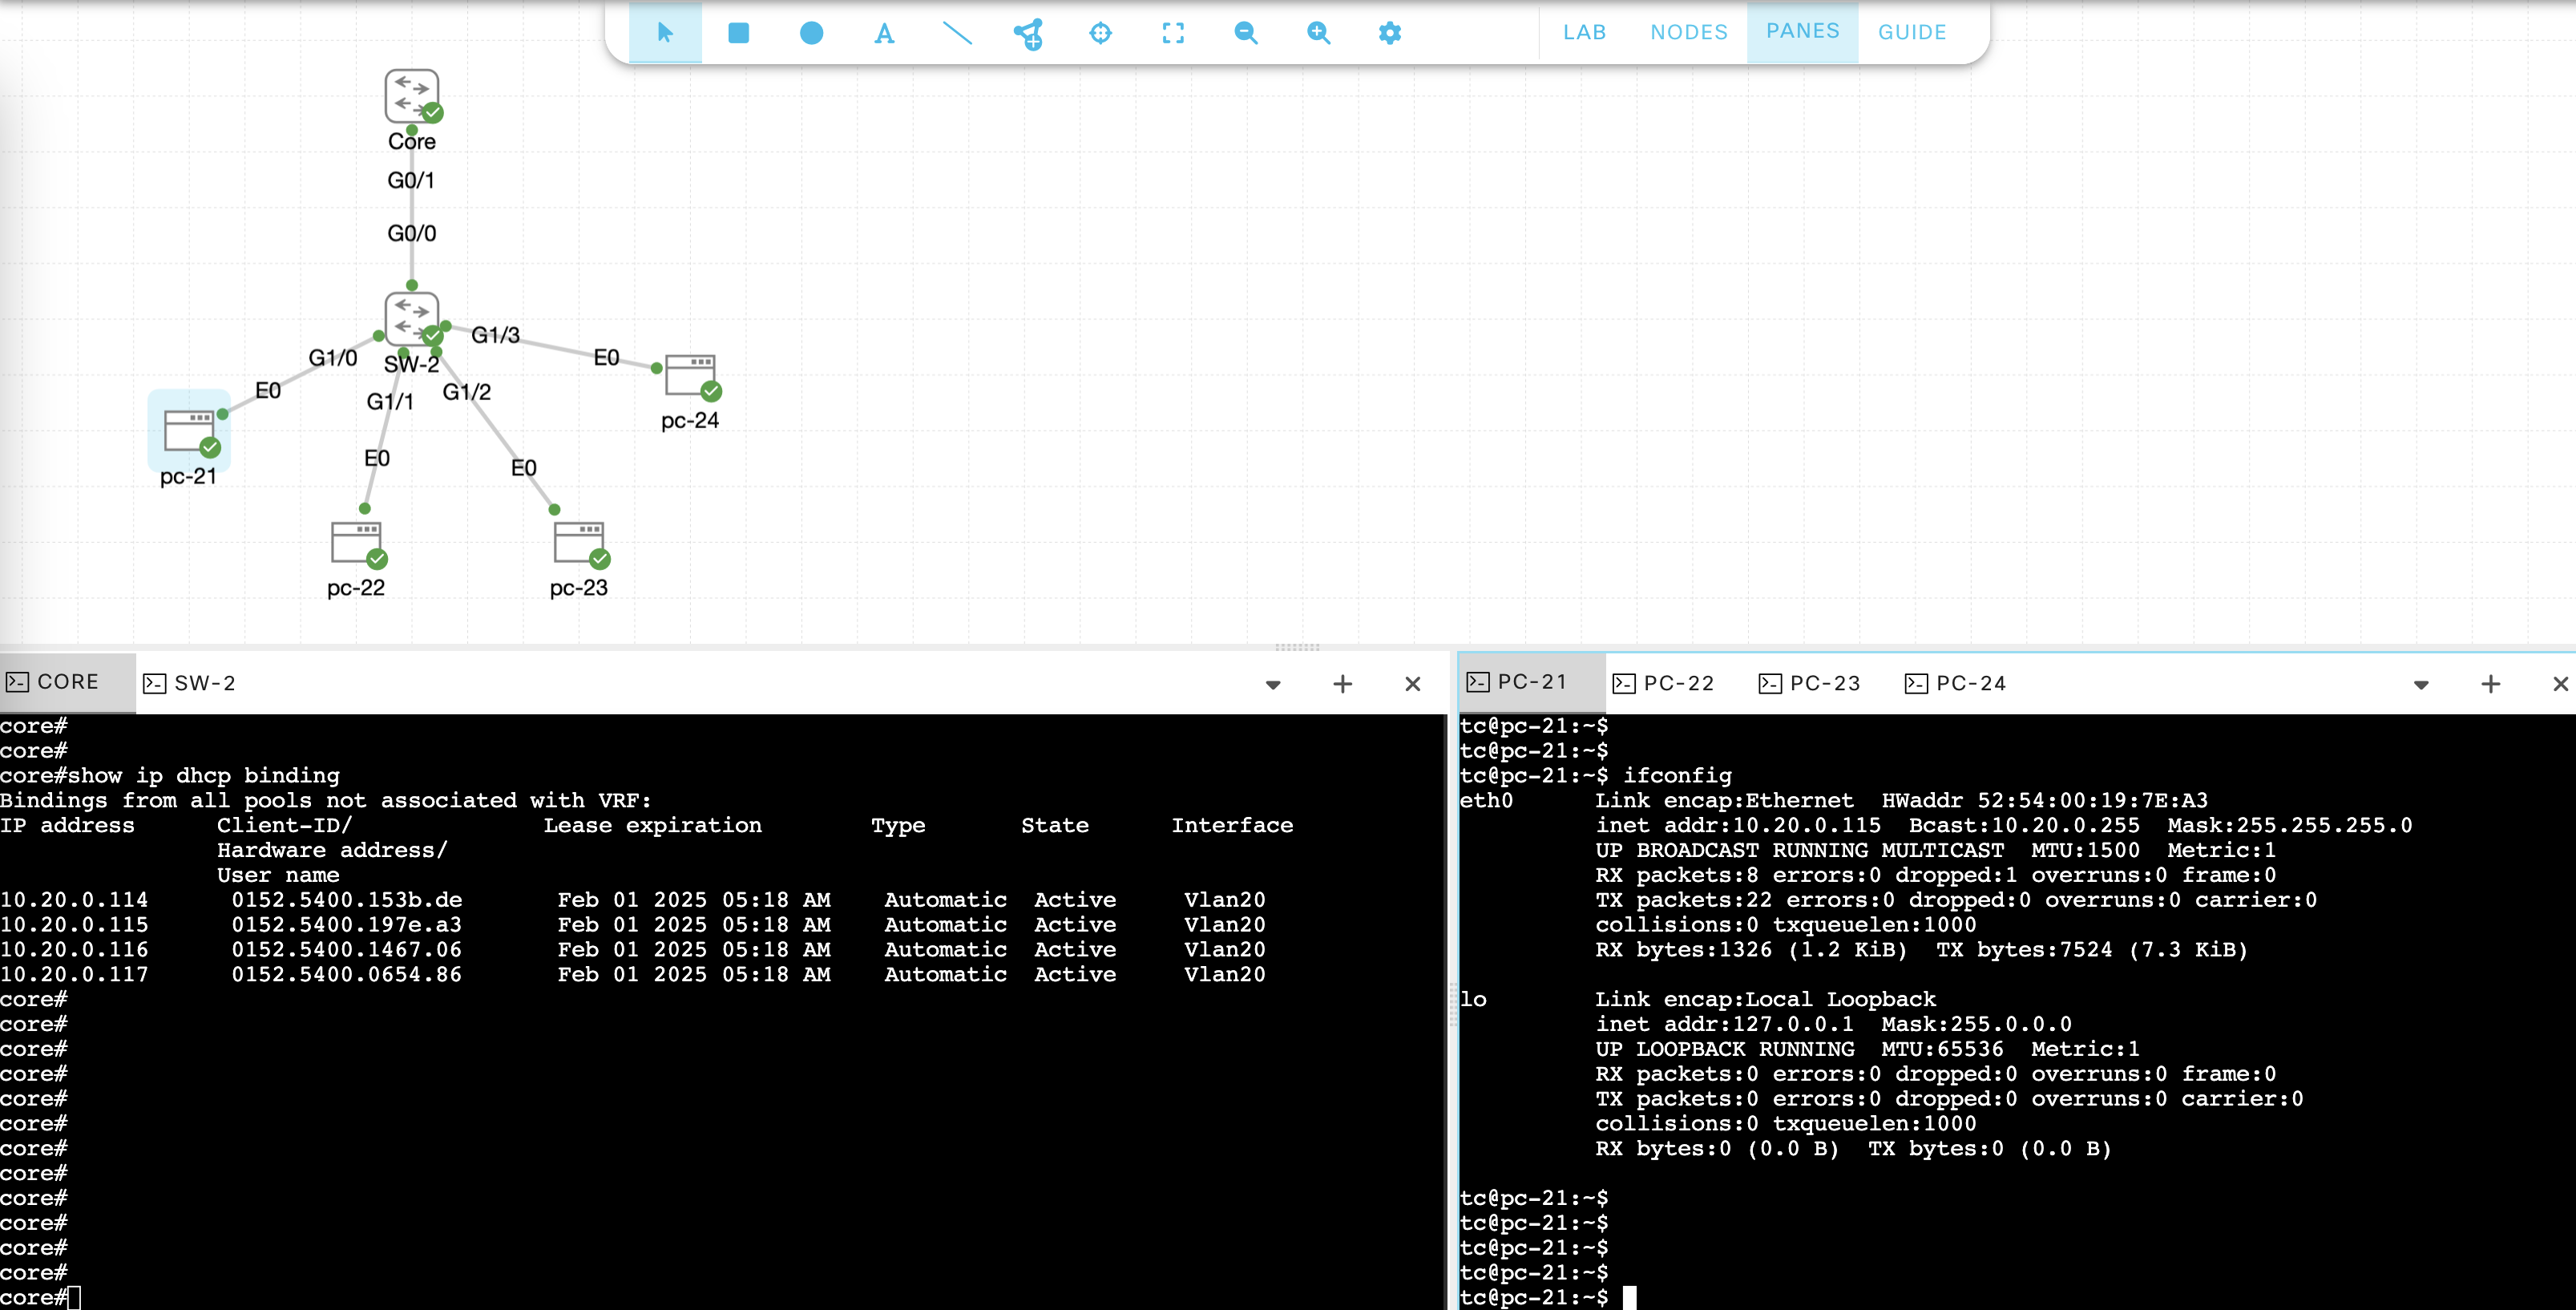 A
LAB NODES PANES GUIDE
Core
G0/1
G0/0
SW-2
G1/0
G1/1
G1/2
G1/3
E0
E0
E0
E0
pc-21
pc-22
pc-23
pc-24
CORE SW-2
core#
core#
core#show ip dhcp binding
Bindings from all pools not associated with VRF:
IP address      Client-ID/              Lease expiration        Type       State      Interface
                Hardware address/
                User name
10.20.0.114      0152.5400.153b.de       Feb 01 2025 05:18 AM    Automatic  Active     Vlan20
10.20.0.115      0152.5400.197e.a3       Feb 01 2025 05:18 AM    Automatic  Active     Vlan20
10.20.0.116      0152.5400.1467.06       Feb 01 2025 05:18 AM    Automatic  Active     Vlan20
10.20.0.117      0152.5400.0654.86       Feb 01 2025 05:18 AM    Automatic  Active     Vlan20
core#
core#
core#
core#
core#
core#
core#
core#
core#
core#
core#
core#
core#
PC-21 PC-22 PC-23 PC-24
tc@pc-21:~$
tc@pc-21:~$
tc@pc-21:~$ ifconfig
eth0      Link encap:Ethernet  HWaddr 52:54:00:19:7E:A3
          inet addr:10.20.0.115  Bcast:10.20.0.255  Mask:255.255.255.0
          UP BROADCAST RUNNING MULTICAST  MTU:1500  Metric:1
          RX packets:8 errors:0 dropped:1 overruns:0 frame:0
          TX packets:22 errors:0 dropped:0 overruns:0 carrier:0
          collisions:0 txqueuelen:1000
          RX bytes:1326 (1.2 KiB)  TX bytes:7524 (7.3 KiB)
lo        Link encap:Local Loopback
          inet addr:127.0.0.1  Mask:255.0.0.0
          UP LOOPBACK RUNNING  MTU:65536  Metric:1
          RX packets:0 errors:0 dropped:0 overruns:0 frame:0
          TX packets:0 errors:0 dropped:0 overruns:0 carrier:0
          collisions:0 txqueuelen:1000
          RX bytes:0 (0.0 B)  TX bytes:0 (0.0 B)
tc@pc-21:~$
tc@pc-21:~$
tc@pc-21:~$
tc@pc-21:~$
tc@pc-21:~$